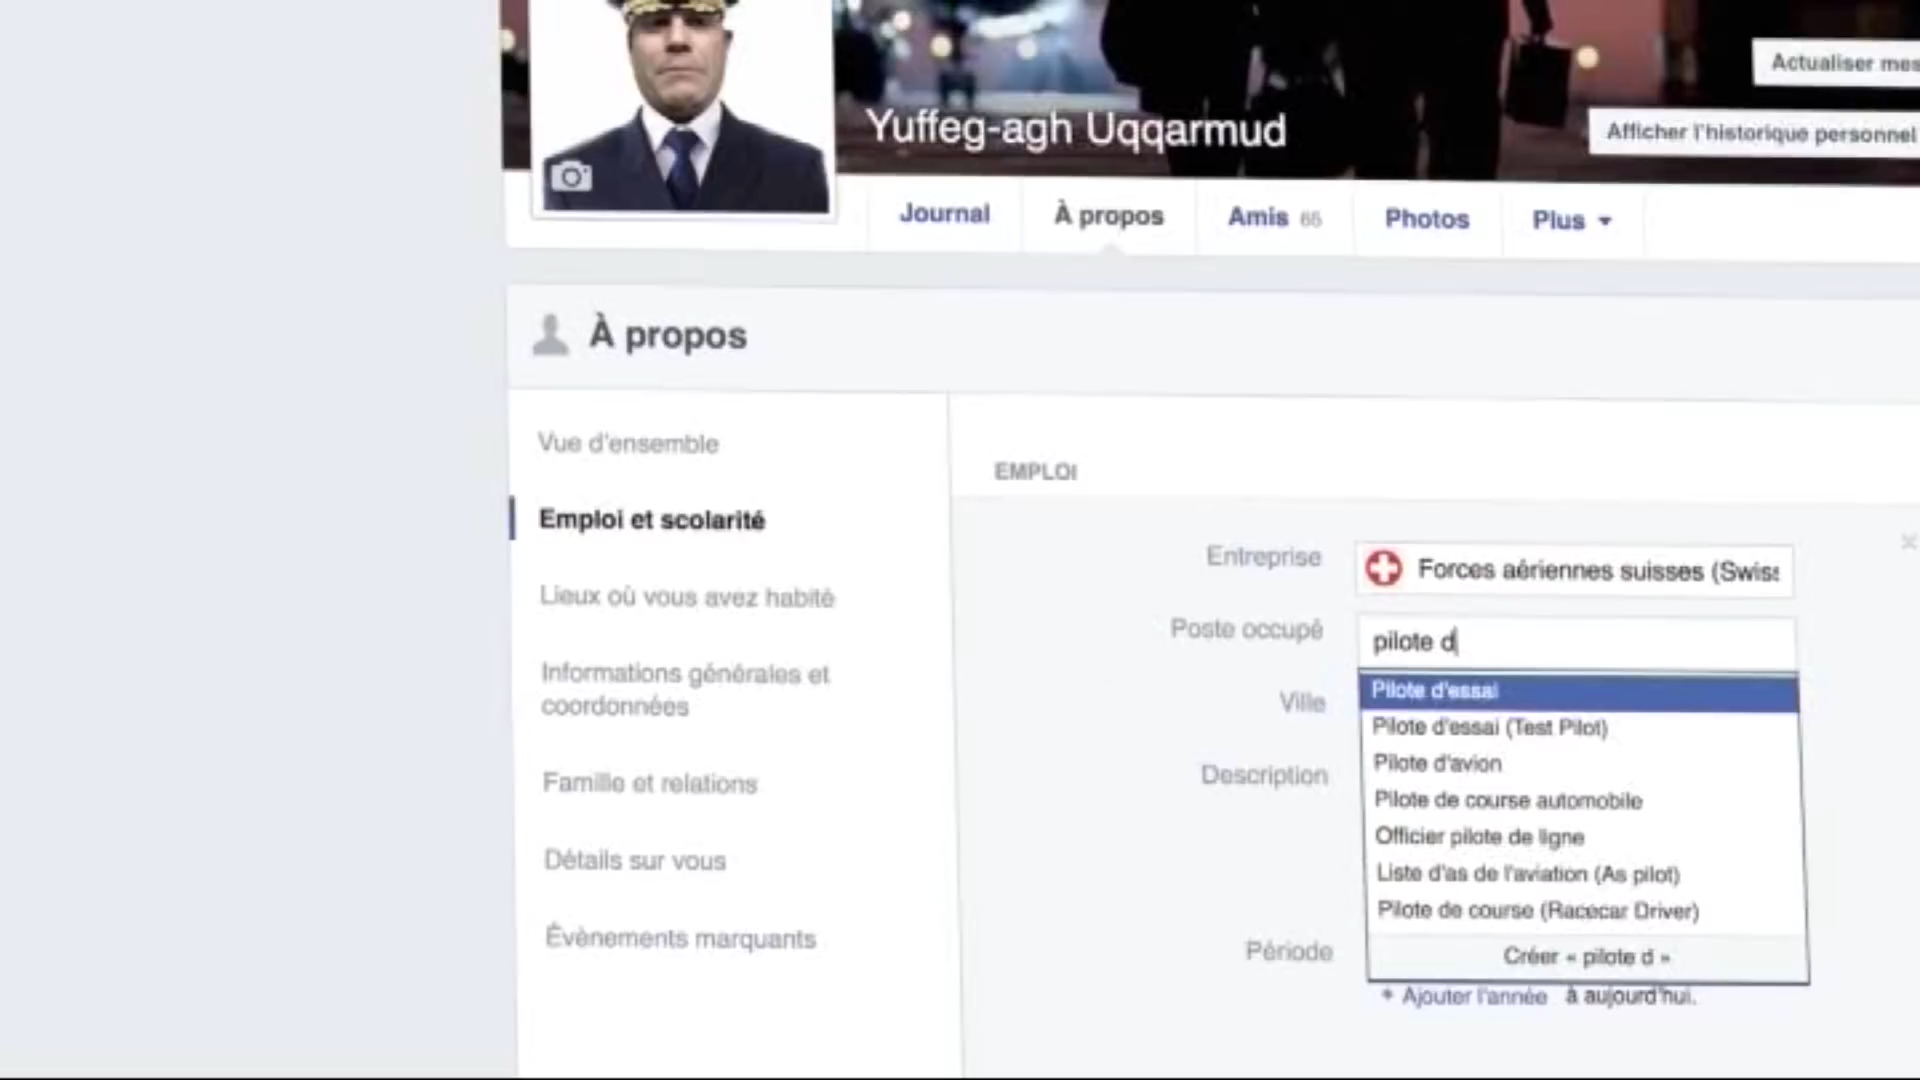 Actualiser mes
Yuffeg-agh Uqqarmud
Afficher l'historique personnel
Journal
À propos
Amis 65
Photos
Plus
À propos
Vue d'ensemble
Emploi et scolarité
Lieux où vous avez habité
Informations générales et
coordonnées
Famille et relations
Détails sur vous
Évènements marquants
EMPLOI
Entreprise
Forces aériennes suisses (Swiss
Poste occupé
pilote d
Ville
Pilote d'essai
Pilote d'essai (Test Pilot)
Pilote d'avion
Description
Pilote de course automobile
Officier pilote de ligne
Liste d'as de l'aviation (As pilot)
Pilote de course (Racecar Driver)
Créer « pilote d »
Période
+ Ajouter l'année à aujourd'hui.